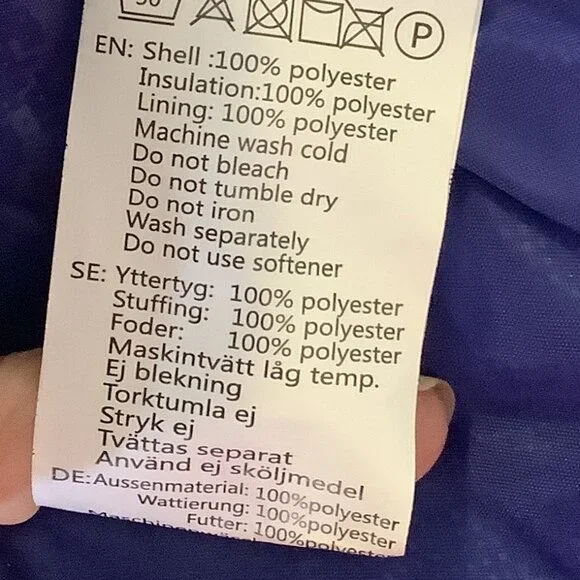 30
P
EN: Shell :100% polyester
Insulation:100% polyester
Lining: 100% polyester
Machine wash cold
Do not bleach
Do not tumble dry
Do not iron
Wash separately
Do not use softener
SE: Yttertyg: 100% polyester
Stuffing: 100% polyester
Foder: 100% polyester
Maskintvätt låg temp.
Ej blekning
Torktumla ej
Stryk ej
Tvättas separat
Använd ej sköljmedel
DE:Aussenmaterial: 100%polyester
Wattierung: 100%polyester
Futter: 100%polyester